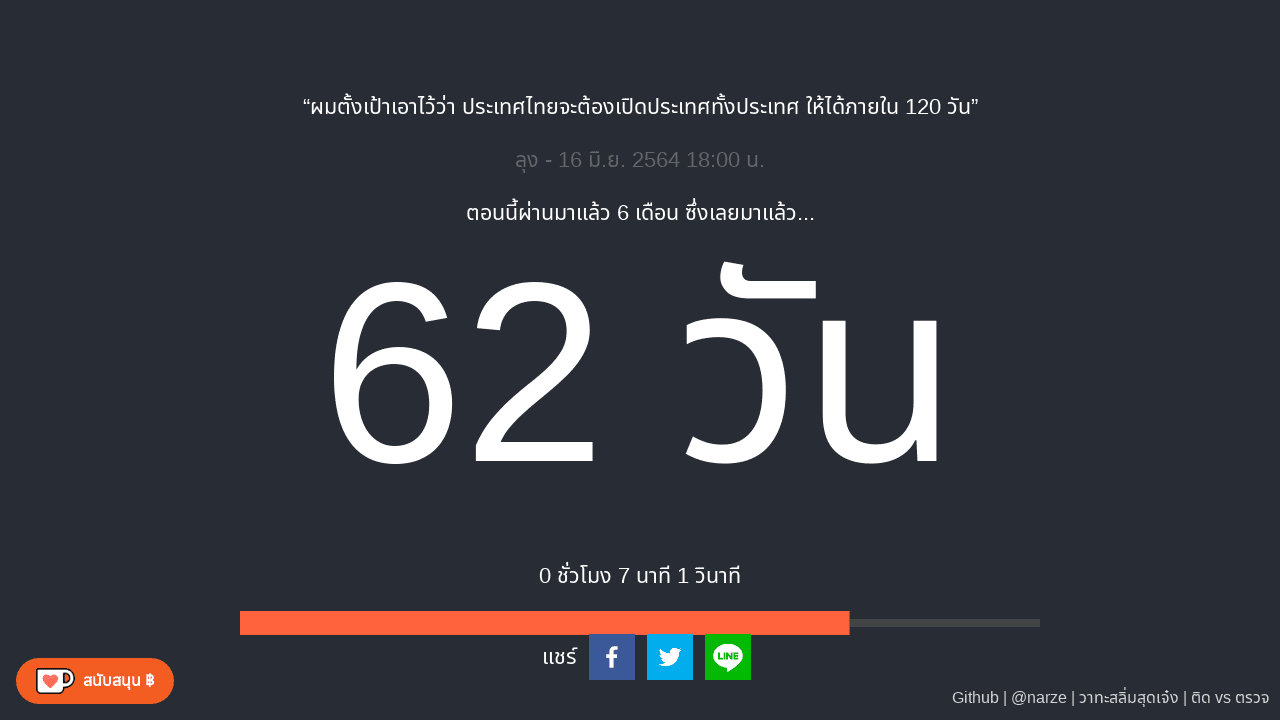 “ผมตั้งเป้าเอาไว้ว่า ประเทศไทยจะต้องเปิดประเทศทั้งประเทศ ให้ได้ภายใน 120 วัน”
ลุง - 16 มิ.ย. 2564 18:00 น.
ตอนนี้ผ่านมาแล้ว 6 เดือน ซึ่งเลยมาแล้ว...
62 วัน
0 ชั่วโมง 7 นาที 1 วินาที
แชร์
LINE
สนับสนุน ฿
Github | @narze | วาทะสลิ่มสุดเจ๋ง | ติด vs ตรวจ